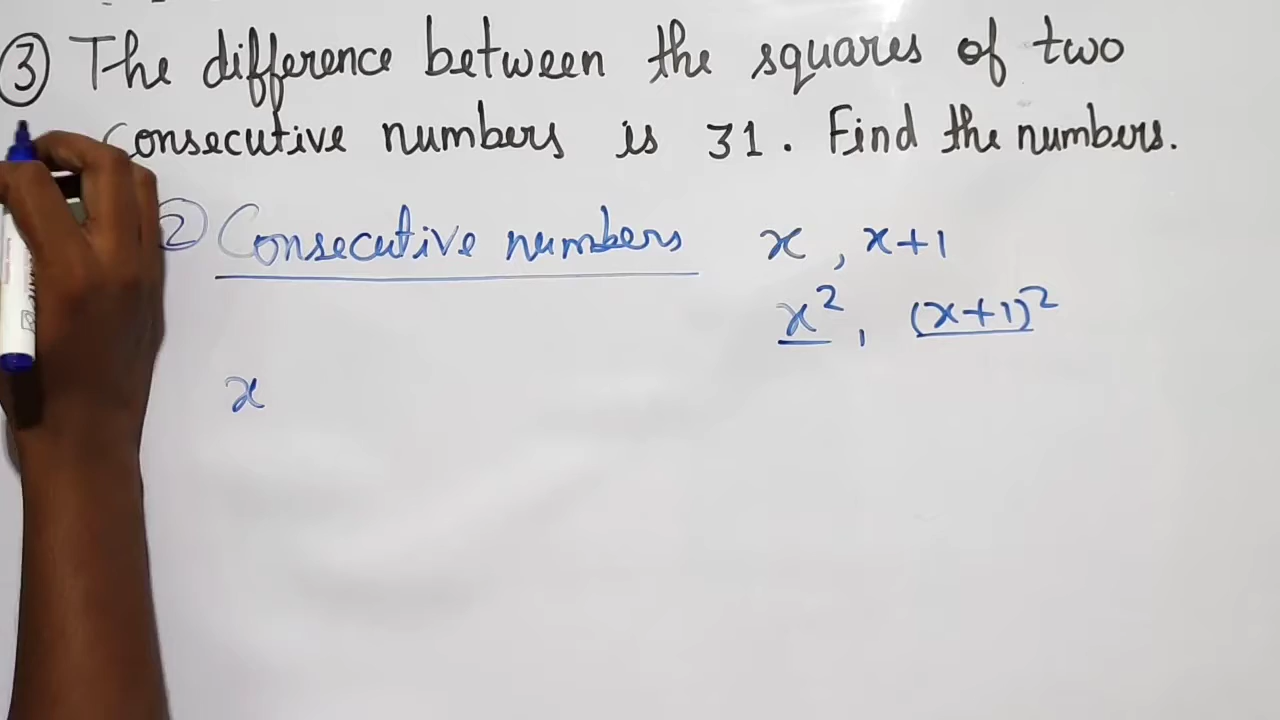 ③ The difference between the squares of two
consecutive numbers is 31. Find the numbers.
② Consecutive numbers x, x+1
x², (x+1)²
x